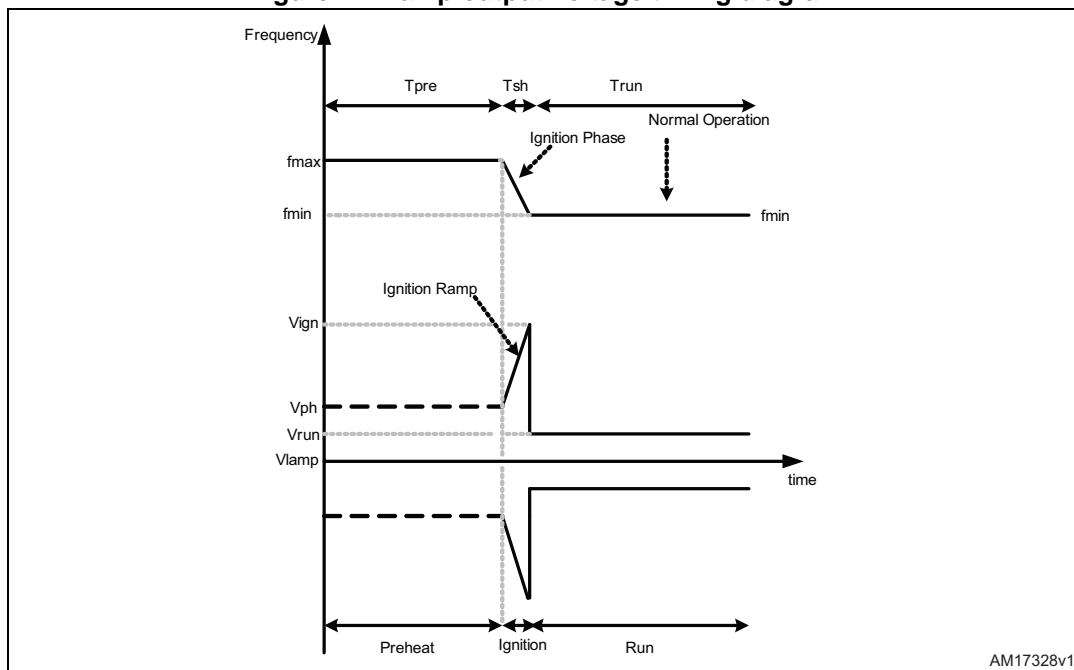 Frequency
Tpre
Tsh
Trun
Normal Operation
Ignition Phase
fmax
fmin
fmin
Ignition Ramp
Vign
Vph
Vrun
Vlamp
time
Preheat
Ignition
Run
AM17328v1